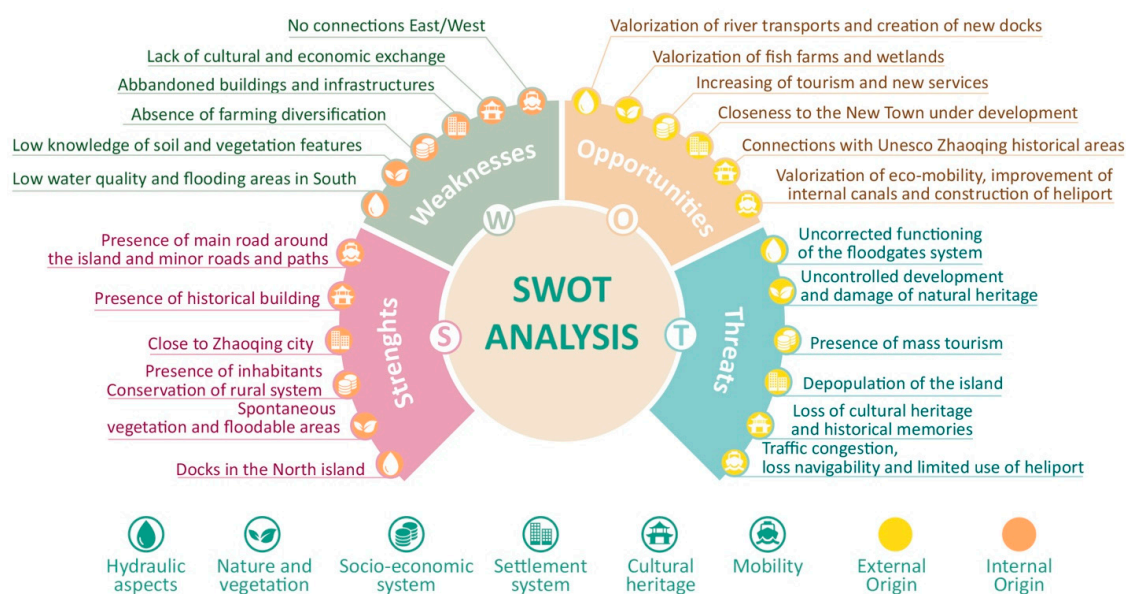 No connections East/West
Lack of cultural and economic exchange
Abbandoned buildings and infrastructures
Absence of farming diversification
Low knowledge of soil and vegetation features
Low water quality and flooding areas in South
Weaknesses
W
Valorization of river transports and creation of new docks
Valorization of fish farms and wetlands
Increasing of tourism and new services
Closeness to the New Town under development
Connections with Unesco Zhaoqing historical areas
Valorization of eco-mobility, improvement of
internal canals and construction of heliport
Opportunities
O
Presence of main road around
the island and minor roads and paths
Presence of historical building
Close to Zhaoqing city
Presence of inhabitants
Conservation of rural system
Spontaneous
vegetation and floodable areas
Docks in the North island
Strenghts
S
SWOT
ANALYSIS
T
Threats
Uncorrected functioning
of the floodgates system
Uncontrolled development
and damage of natural heritage
Presence of mass tourism
Depopulation of the island
Loss of cultural heritage
and historical memories
Traffic congestion,
loss navigability and limited use of heliport
Hydraulic
aspects
Nature and
vegetation
Socio-economic
system
Settlement
system
Cultural
heritage
Mobility
External
Origin
Internal
Origin